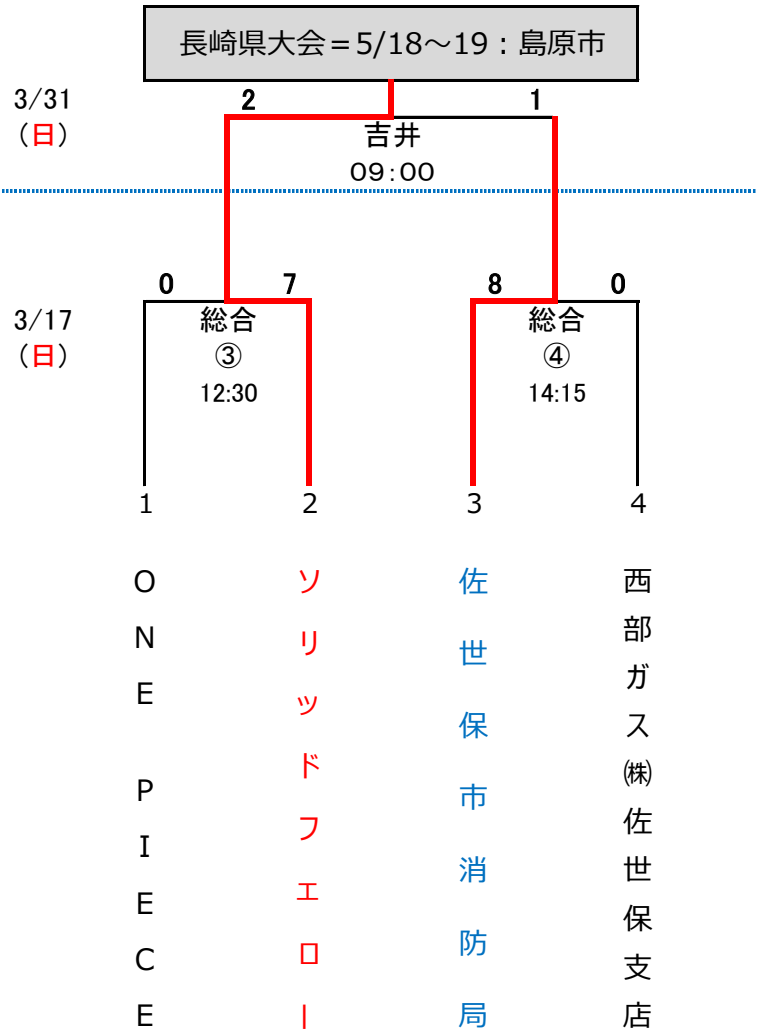 長崎県大会＝5/18～19：島原市
3/31
（日）
2
1
吉井
09:00
0
7
8
0
3/17
（日）
総合
③
12:30
総合
④
14:15
1
2
3
4
ONE PIECE
ソリッドフェロー
佐世保市消防局
西部ガス㈱佐世保支店